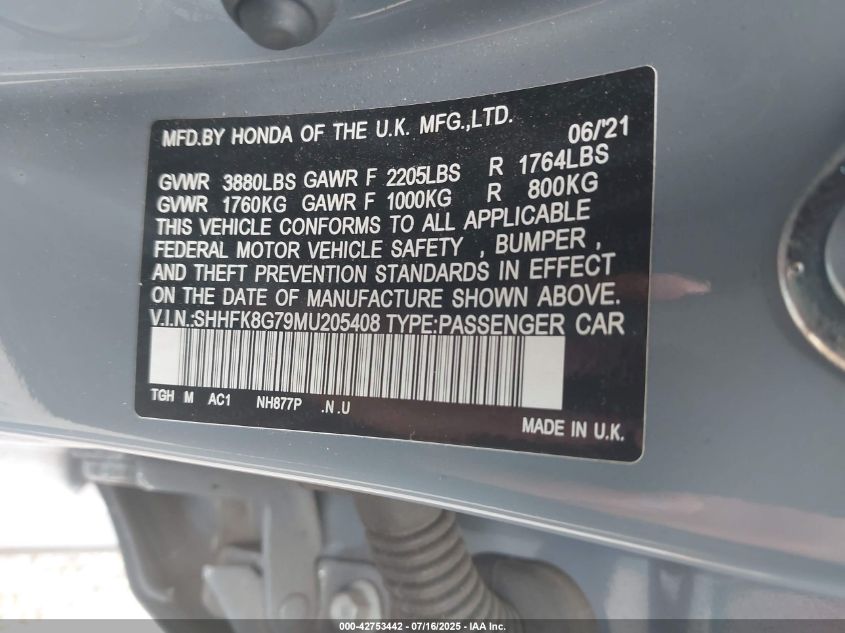 MFD.BY HONDA OF THE U.K. MFG.,LTD.
06/'21
GVWR 3880LBS GAWR F 2205LBS R 1764LBS
GVWR 1760KG GAWR F 1000KG R 800KG
THIS VEHICLE CONFORMS TO ALL APPLICABLE
FEDERAL MOTOR VEHICLE SAFETY , BUMPER ,
AND THEFT PREVENTION STANDARDS IN EFFECT
ON THE DATE OF MANUFACTURE SHOWN ABOVE.
V.I.N.:SHHFK8G79MU205408 TYPE:PASSENGER CAR
TGH M AC1 NH877P .N .U
MADE IN U.K.
000-42753442 - 07/16/2025 - IAA Inc.